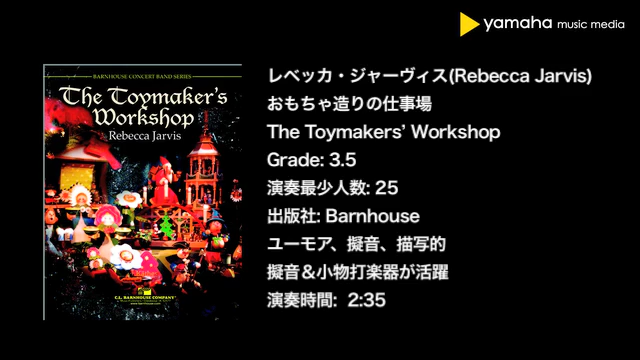 yamaha music media
BARNHOUSE CONCERT BAND SERIES
The Toymaker's
Workshop
Rebecca Jarvis
C.L. BARNHOUSE COMPANY
www.barnhouse.com
レベッカ・ジャーヴィス(Rebecca Jarvis)
おもちゃ造りの仕事場
The Toymakers’ Workshop
Grade: 3.5
演奏最少人数: 25
出版社: Barnhouse
ユーモア、擬音、描写的
擬音＆小物打楽器が活躍
演奏時間: 2:35